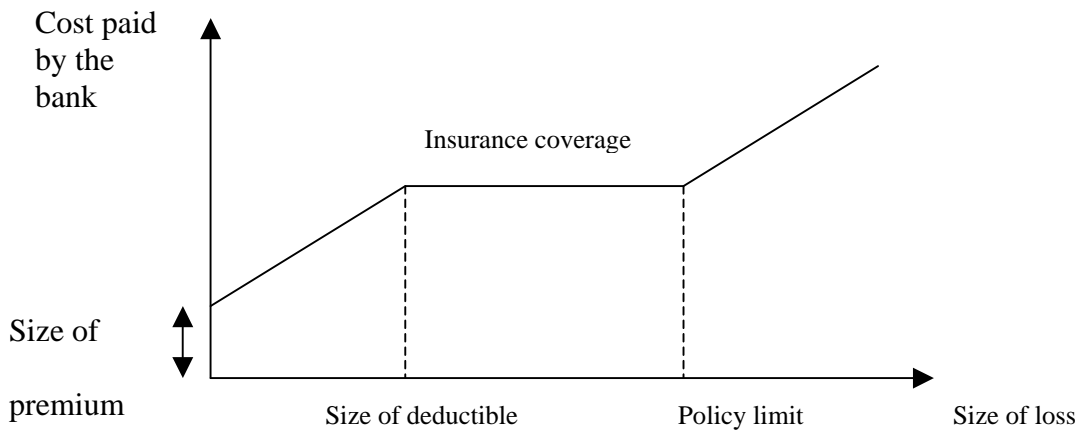 Cost paid
by the
bank
Insurance coverage
Size of
premium
Size of deductible
Policy limit
Size of loss